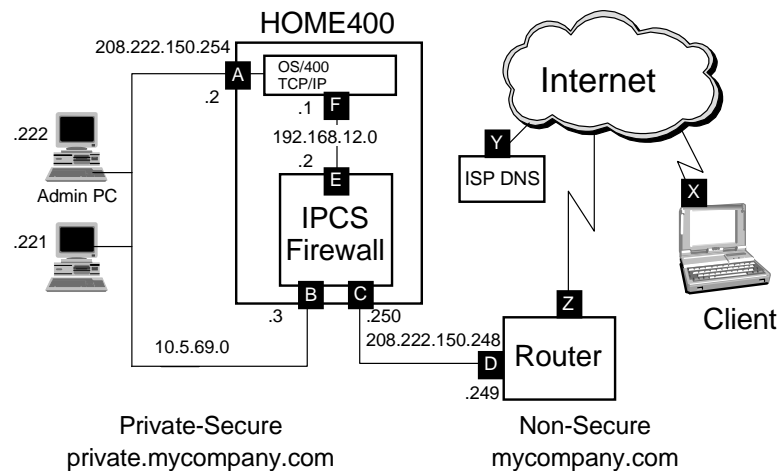 HOME400
208.222.150.254
A
OS/400
TCP/IP
.2
.1
F
192.168.12.0
.2
E
IPCS
Firewall
B
C
.3
.250
.222
Admin PC
.221
10.5.69.0
208.222.150.248
D
.249
Router
Z
Internet
Y
ISP DNS
X
Client
Private-Secure
private.mycompany.com
Non-Secure
mycompany.com